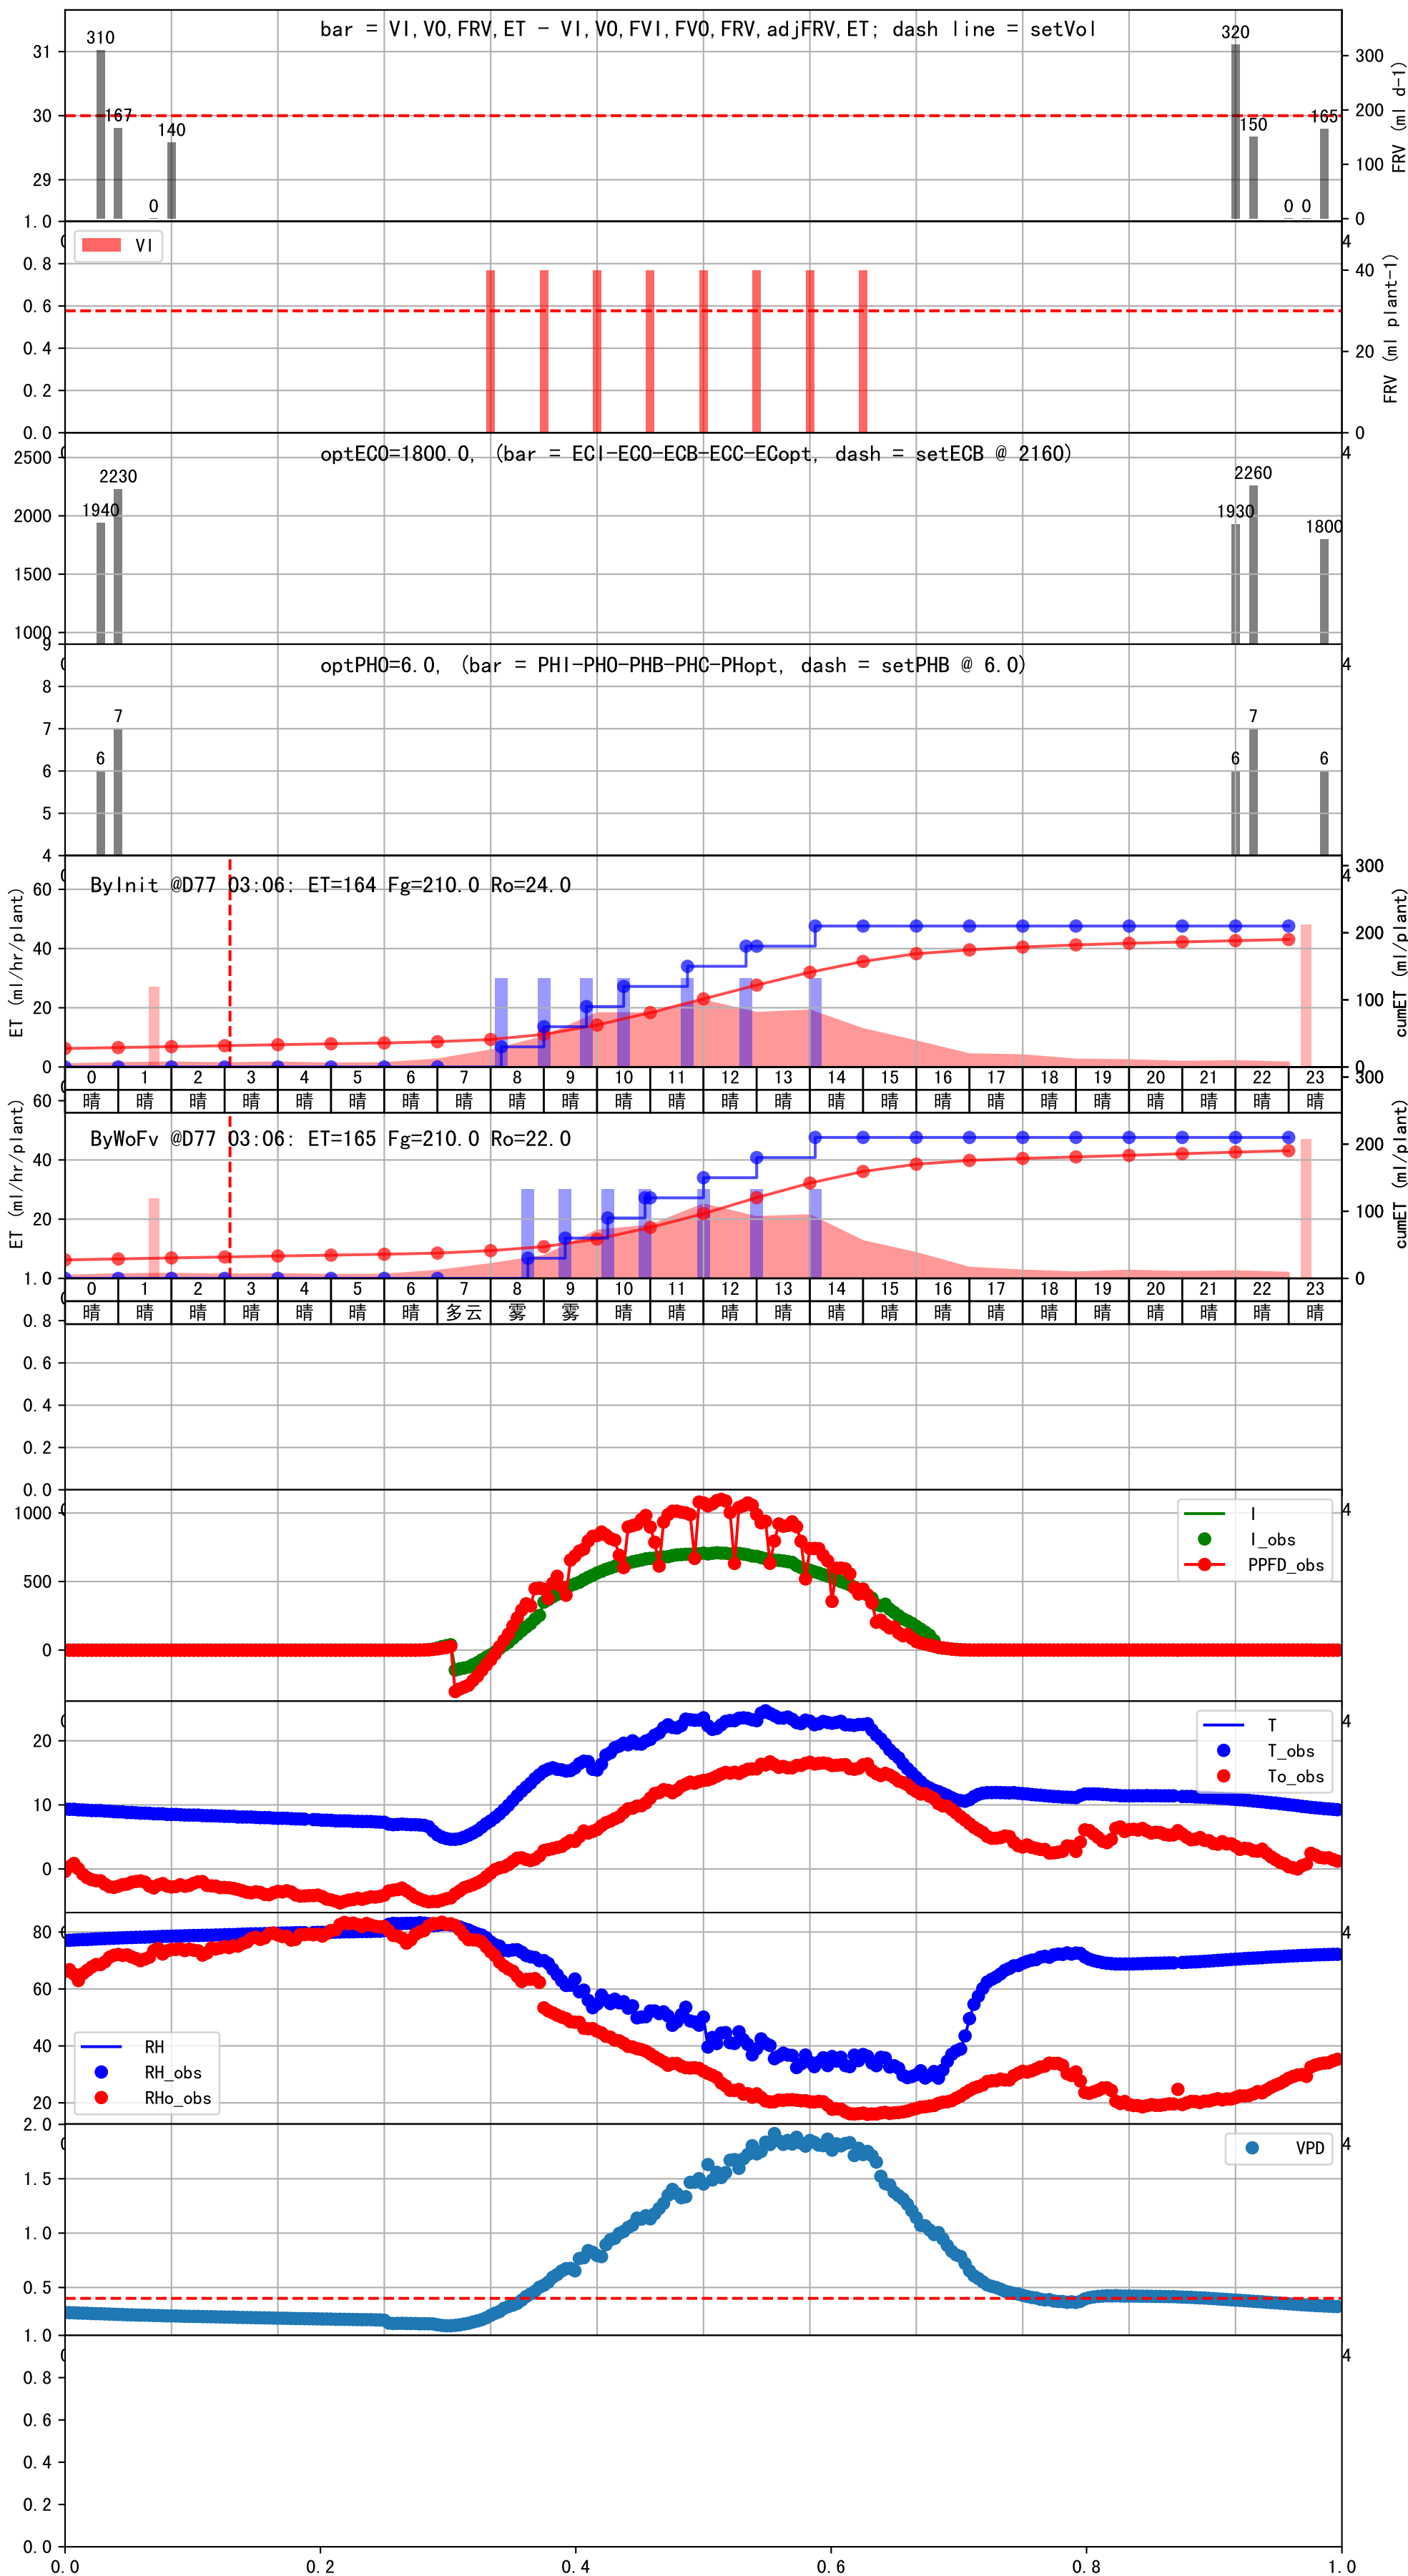 bar = VI,VO,FRV,ET - VI,VO,FVI,FVO,FRV,adjFRV,ET; dash line = setVol
310 167 0 140 320 150 0 0 165
31 30 29
300 200 100 0
FRV (ml d-1)
VI
1.0 0.8 0.6 0.4 0.2 0.0
4
40 20 0
FRV (ml plant-1)
optECO=1800.0, (bar = ECI-ECO-ECB-ECC-ECopt, dash = setECB @ 2160)
2500 2000 1500 1000
4
1940 2230 1930 2260 1800
optPHO=6.0, (bar = PHI-PHO-PHB-PHC-PHopt, dash = setPHB @ 6.0)
9 8 7 6 5 4
4
6 7 6 7 6
ByInit @D77 03:06: ET=164 Fg=210.0 Ro=24.0
ET (ml/hr/plant)
60 40 20 0
300 4 200 100 0
cumET (ml/plant)
0 1 2 3 4 5 6 7 8 9 10 11 12 13 14 15 16 17 18 19 20 21 22 23
晴 晴 晴 晴 晴 晴 晴 晴 晴 晴 晴 晴 晴 晴 晴 晴 晴 晴 晴 晴 晴 晴 晴 晴
ByWoFv @D77 03:06: ET=165 Fg=210.0 Ro=22.0
ET (ml/hr/plant)
60 40 20
300 200 100 0
cumET (ml/plant)
0 1 2 3 4 5 6 7 8 9 10 11 12 13 14 15 16 17 18 19 20 21 22 23
晴 晴 晴 晴 晴 晴 晴 多云 雾 雾 晴 晴 晴 晴 晴 晴 晴 晴 晴 晴 晴 晴 晴 晴
1.0 0.8 0.6 0.4 0.2 0.0
1000 500 0
4
I
I_obs
PPFD_obs
20 10 0
4
T
T_obs
To_obs
80 60 40 20
4
RH
RH_obs
RHo_obs
2.0 1.5 1.0 0.5
4
VPD
1.0 0.8 0.6 0.4 0.2 0.0
4
0.0 0.2 0.4 0.6 0.8 1.0